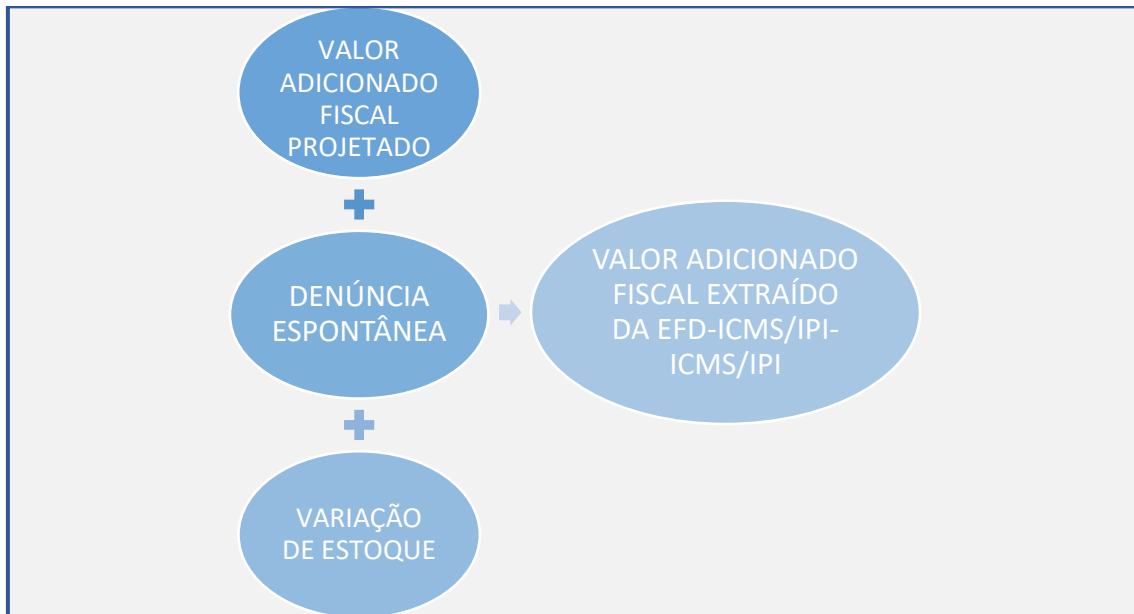 VALOR
ADICIONADO
FISCAL
PROJETADO
DENÚNCIA
ESPONTÂNEA
VALOR ADICIONADO
FISCAL EXTRAÍDO
DA EFD-ICMS/IPI-
ICMS/IPI
VARIAÇÃO
DE ESTOQUE